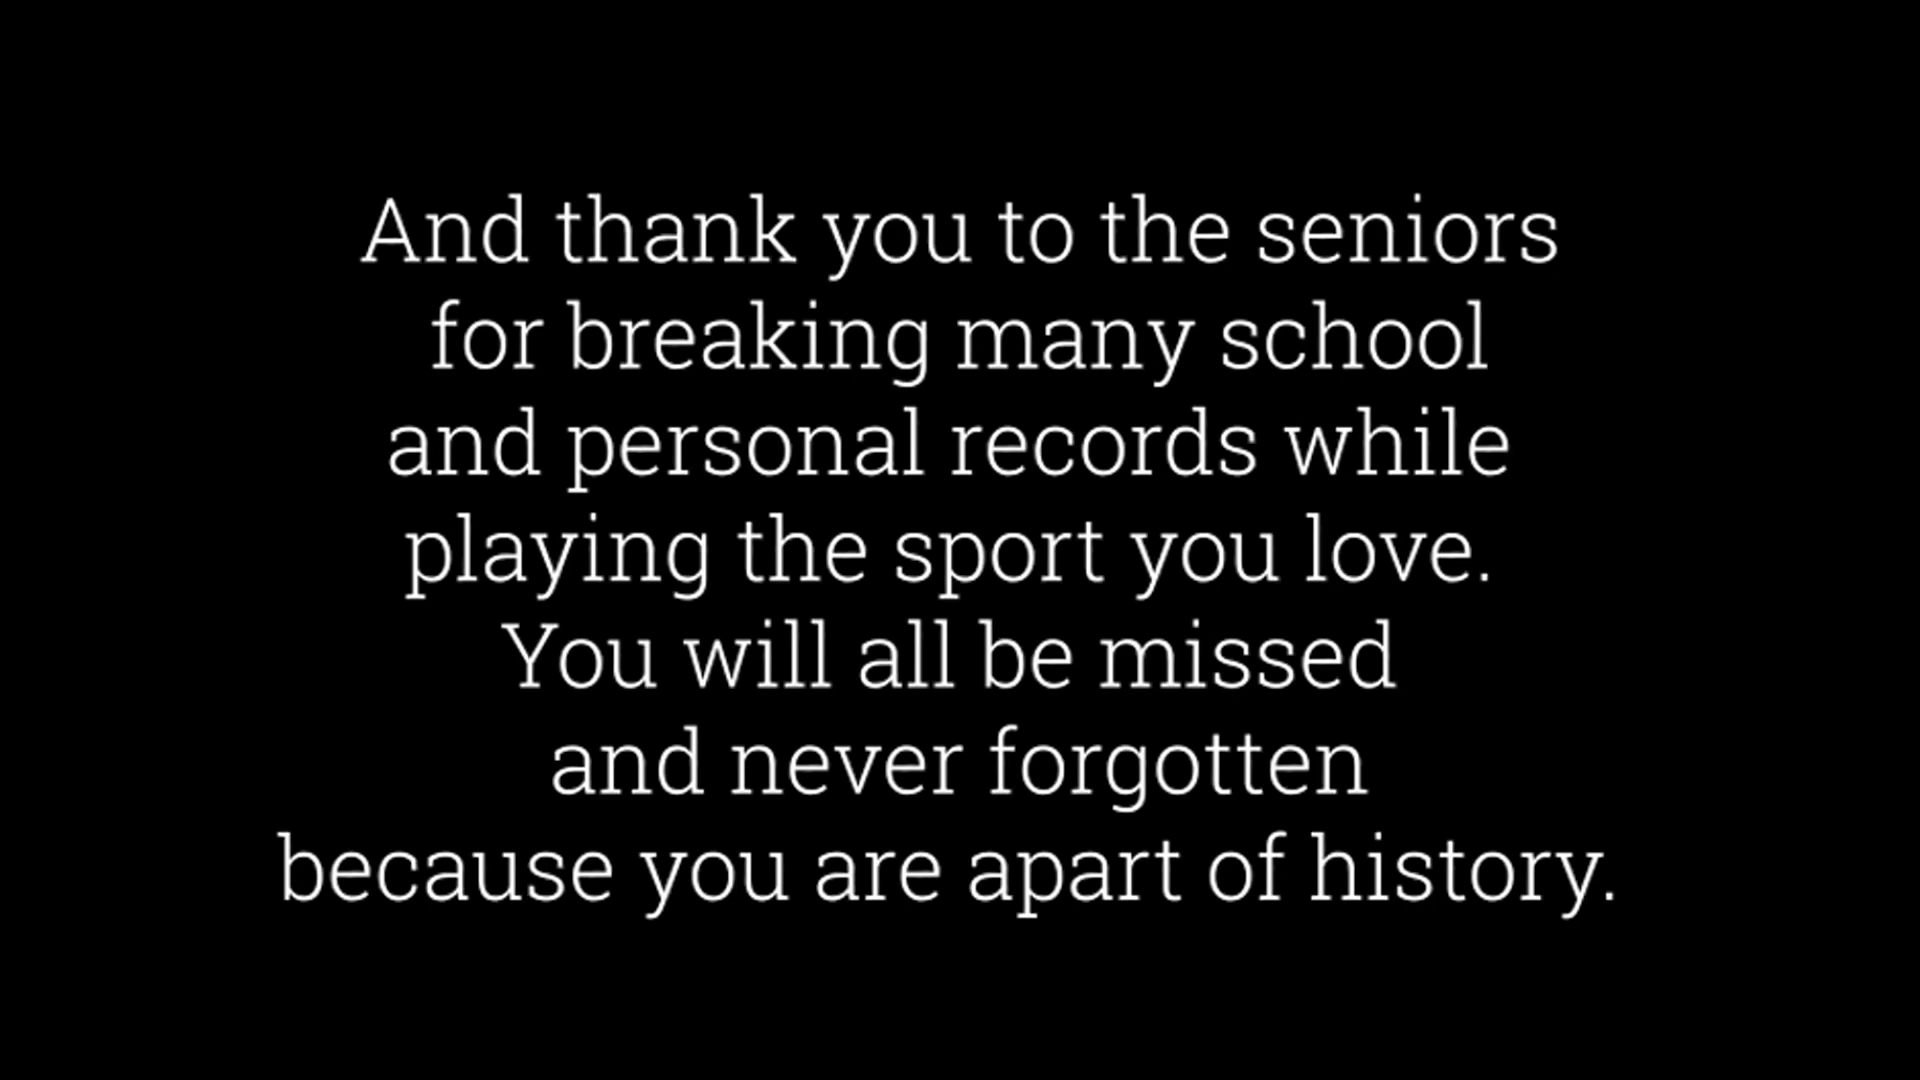 And thank you to the seniors
for breaking many school
and personal records while
playing the sport you love.
You will all be missed
and never forgotten
because you are apart of history.